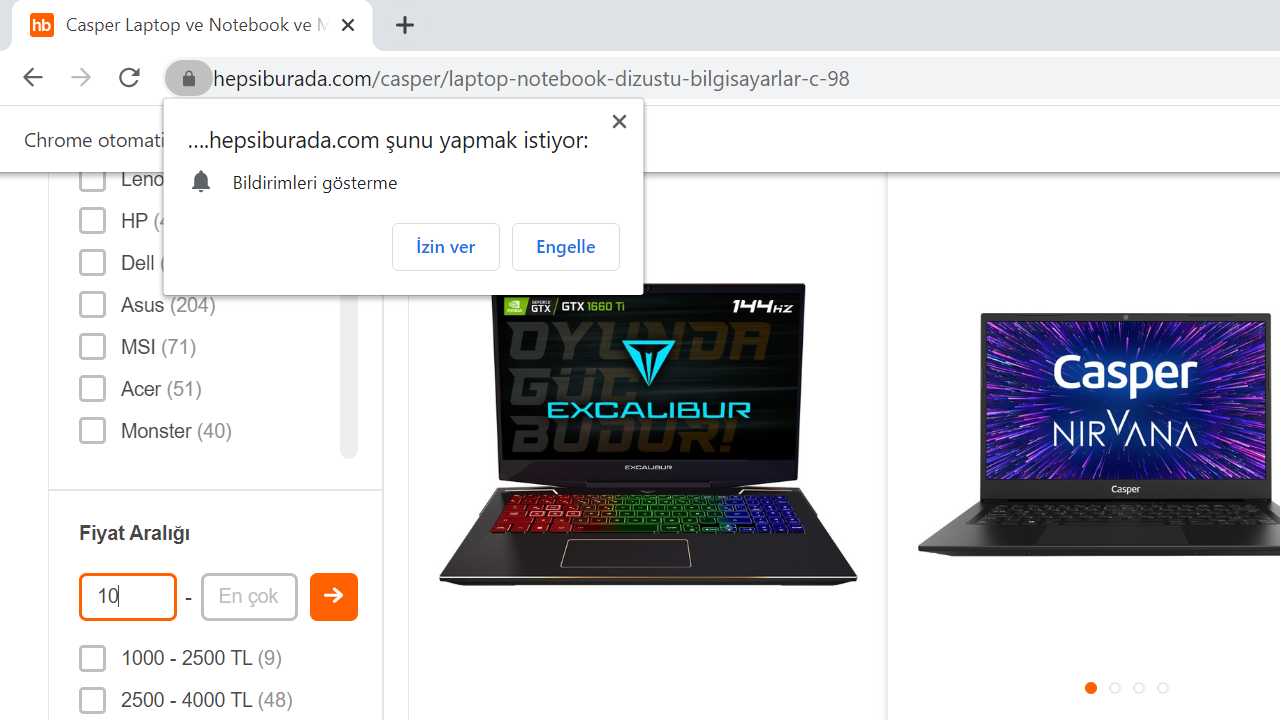 hb Casper Laptop ve Notebook ve M
hepsiburada.com/casper/laptop-notebook-dizustu-bilgisayarlar-c-98
Chrome otomati
....hepsiburada.com şunu yapmak istiyor:
Bildirimleri gösterme
İzin ver
Engelle
Leno
HP (4
Dell (
Asus (204)
MSI (71)
Acer (51)
Monster (40)
Fiyat Aralığı
10 - En çok
1000 - 2500 TL (9)
2500 - 4000 TL (48)
NVIDIA GEFORCE GTX GTX 1660 Ti
144HZ
OYUNDA
GÜÇ
BUDUR!
EXCALIBUR
EXCALIBUR
Casper
NIRVANA
Casper